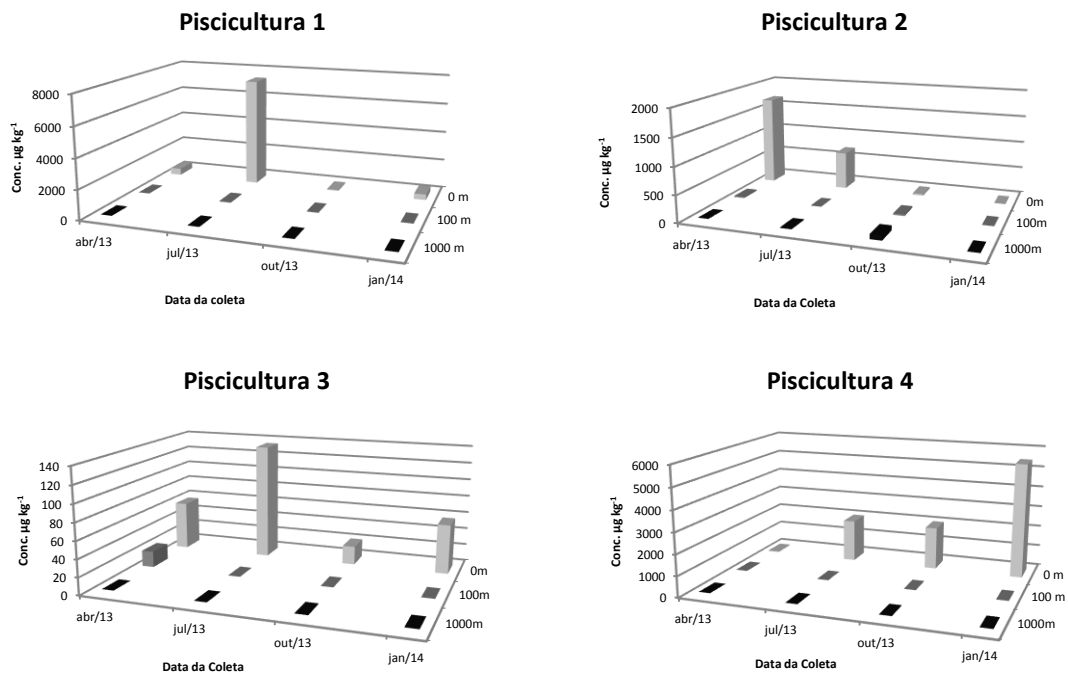 Piscicultura 1
Conc. µg kg⁻¹
8000
6000
4000
2000
0
abr/13
jul/13
out/13
jan/14
0 m
100 m
1000 m
Data da coleta
Piscicultura 2
Conc. µg kg⁻¹
2000
1500
1000
500
0
abr/13
jul/13
out/13
jan/14
0m
100m
1000m
Data da Coleta
Piscicultura 3
Conc. µg kg⁻¹
140
120
100
80
60
40
20
0
abr/13
jul/13
out/13
jan/14
0m
100m
1000m
Data da Coleta
Piscicultura 4
Conc. µg kg⁻¹
6000
5000
4000
3000
2000
1000
0
abr/13
jul/13
out/13
jan/14
0 m
100 m
1000m
Data da Coleta